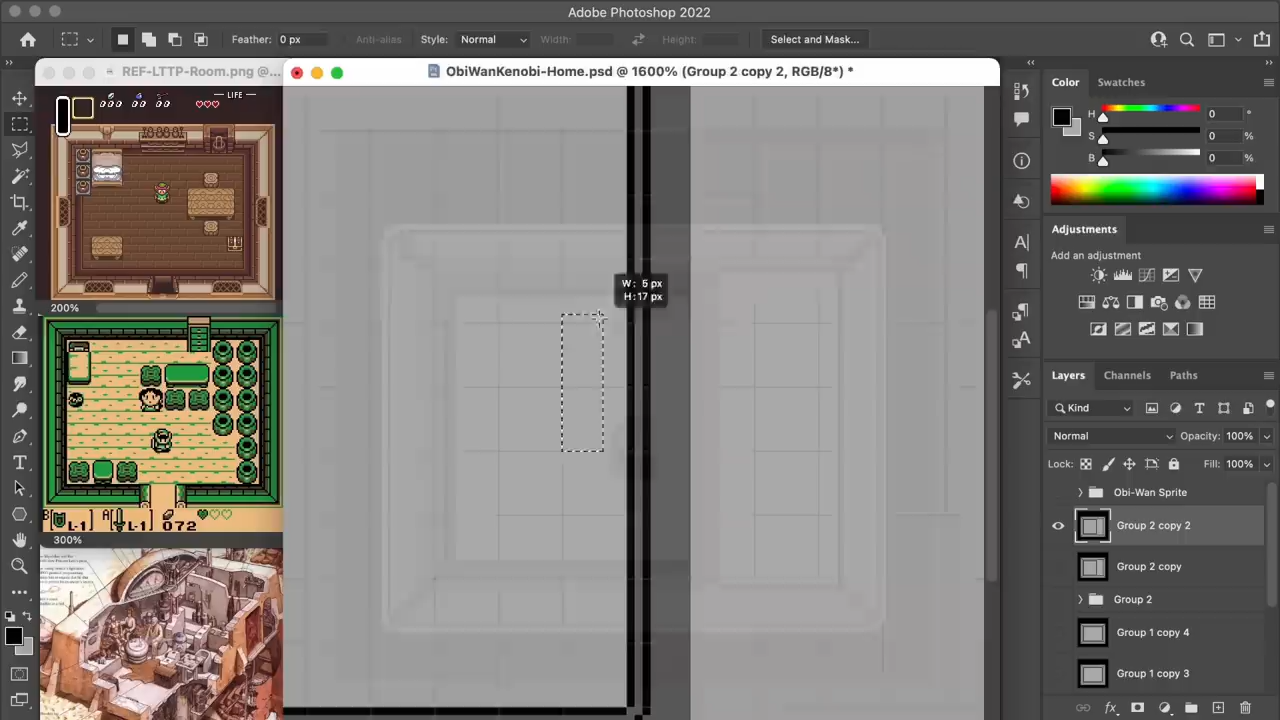 Adobe Photoshop 2022
Feather: 0 px
Anti-alias
Style: Normal
Width:
Height:
Select and Mask...
REF-LTTP-Room.png @...
ObiWanKenobi-Home.psd @ 1600% (Group 2 copy 2, RGB/8*) *
— LIFE —
200%
B L-1 A L-1 072
300%
W: 5 px
H: 17 px
Color
Swatches
H 0 °
S 0 %
B 0 %
Adjustments
Add an adjustment
Layers
Channels
Paths
Kind
Normal
Opacity: 100%
Lock:
Fill: 100%
Obi-Wan Sprite
Group 2 copy 2
Group 2 copy
Group 2
Group 1 copy 4
Group 1 copy 3